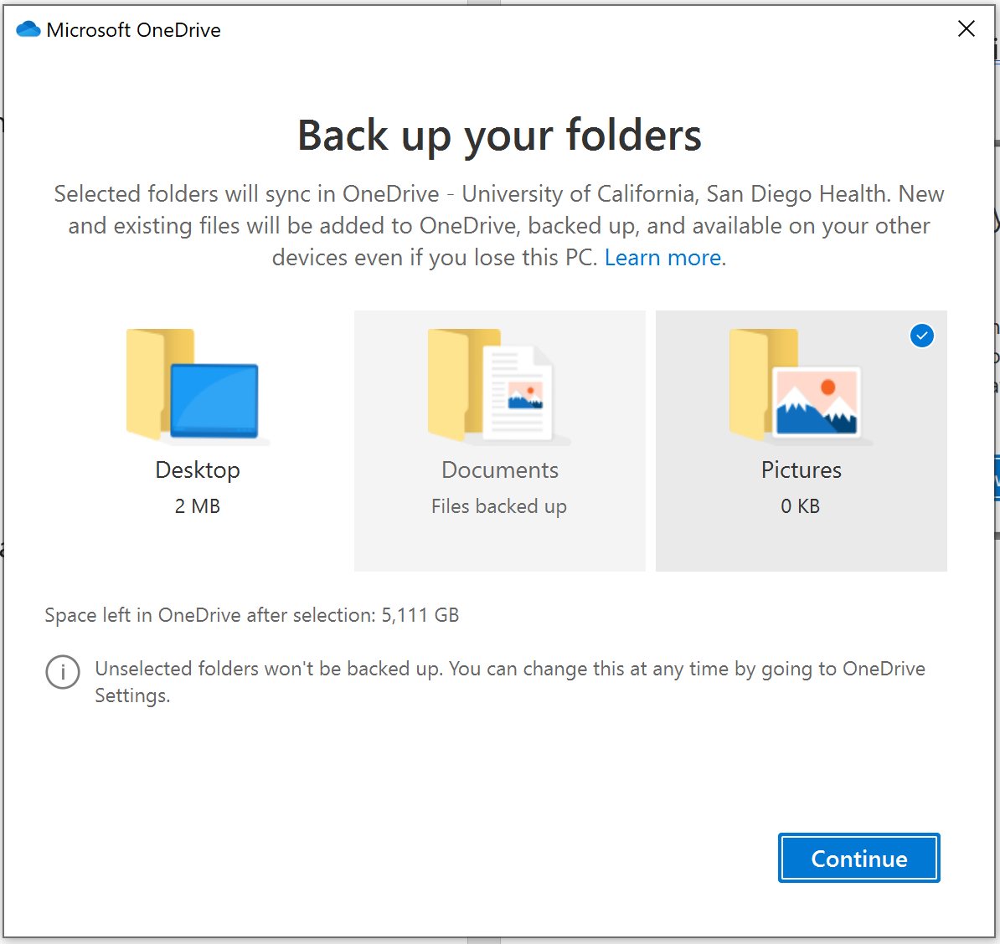 Microsoft OneDrive
Back up your folders
Selected folders will sync in OneDrive - University of California, San Diego Health. New
and existing files will be added to OneDrive, backed up, and available on your other
devices even if you lose this PC. Learn more.
Desktop
2 MB
Documents
Files backed up
Pictures
0 KB
Space left in OneDrive after selection: 5,111 GB
Unselected folders won't be backed up. You can change this at any time by going to OneDrive
Settings.
Continue